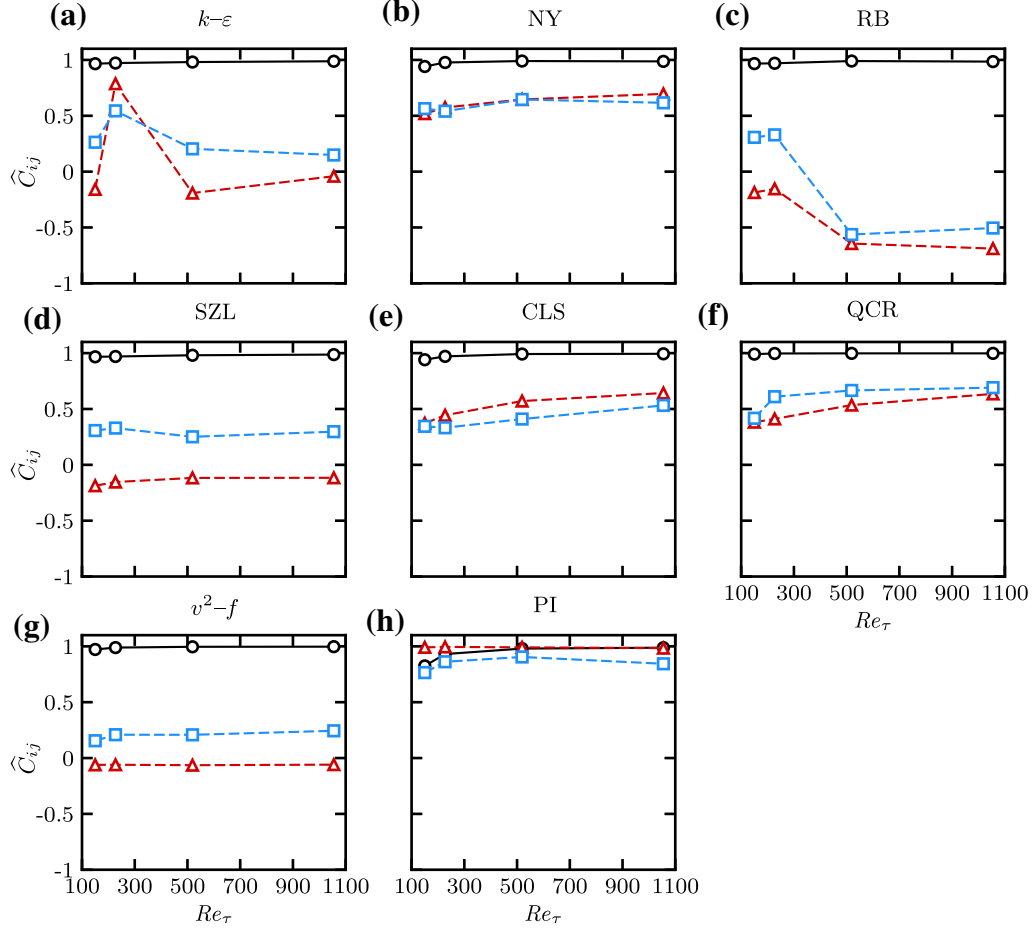 (a) k–ε
(b) NY
(c) RB
1
0.5
0
-0.5
-1
Ĉij
(d) SZL
(e) CLS
(f) QCR
1
0.5
0
-0.5
-1
Ĉij
100 300 500 700 900 1100
Reτ
(g) v²–f
(h) PI
1
0.5
0
-0.5
-1
Ĉij
100 300 500 700 900 1100
Reτ
100 300 500 700 900 1100
Reτ